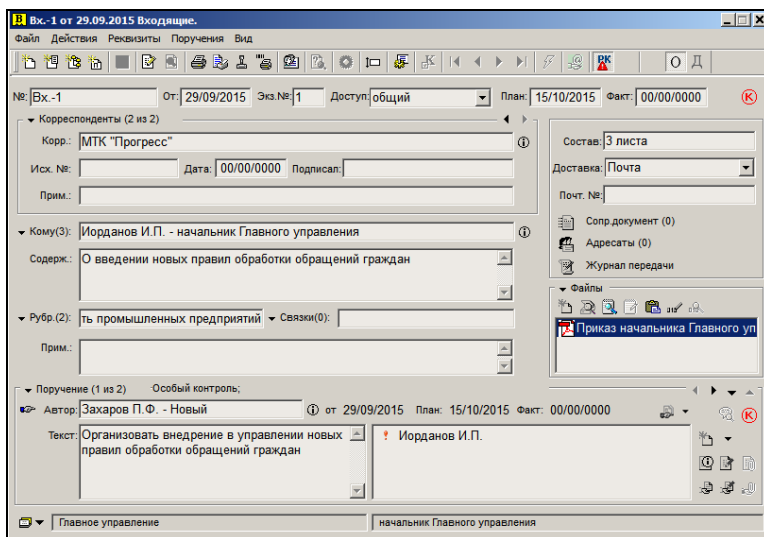 Вх.-1 от 29.09.2015 Входящие.
Файл Действия Реквизиты Поручения Вид
РК О Д
№: Вх.-1 От: 29/09/2015 Экз.№: 1 Доступ: общий План: 15/10/2015 Факт: 00/00/0000 К
Корреспонденты (2 из 2)
Корр.: МТК "Прогресс"
Исх. №: Дата: 00/00/0000 Подписал:
Прим.:
Состав: 3 листа
Доставка: Почта
Почт. №:
Сопр.документ (0)
Адресаты (0)
Журнал передачи
Кому(3): Иорданов И.П. - начальник Главного управления
Содерж.: О введении новых правил обработки обращений граждан
Файлы
Приказ начальника Главного уп
Рубр.(2): ть промышленных предприятий Связки(0):
Прим.:
Поручение (1 из 2) Особый контроль;
Автор: Захаров П.Ф. - Новый от 29/09/2015 План: 15/10/2015 Факт: 00/00/0000 К
Текст: Организовать внедрение в управлении новых
правил обработки обращений граждан
! Иорданов И.П.
Главное управление начальник Главного управления